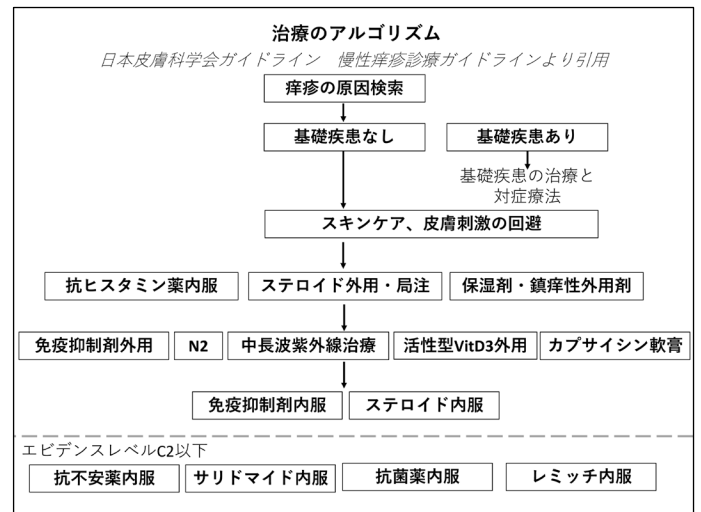 治療のアルゴリズム
日本皮膚科学会ガイドライン　慢性痒疹診療ガイドラインより引用
痒疹の原因検索
基礎疾患なし
基礎疾患あり
基礎疾患の治療と
対症療法
スキンケア、皮膚刺激の回避
抗ヒスタミン薬内服
ステロイド外用・局注
保湿剤・鎮痒性外用剤
免疫抑制剤外用
N2
中長波紫外線治療
活性型VitD3外用
カプサイシン軟膏
免疫抑制剤内服
ステロイド内服
エビデンスレベルC2以下
抗不安薬内服
サリドマイド内服
抗菌薬内服
レミッチ内服